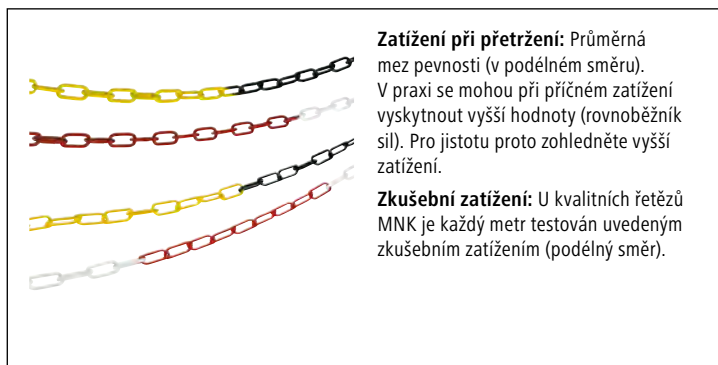 Zatížení při přetržení: Průměrná
mez pevnosti (v podélném směru).
V praxi se mohou při příčném zatížení
vyskytnout vyšší hodnoty (rovnoběžník
sil). Pro jistotu proto zohledněte vyšší
zatížení.
Zkušební zatížení: U kvalitních řetězů
MNK je každý metr testován uvedeným
zkušebním zatížením (podélný směr).